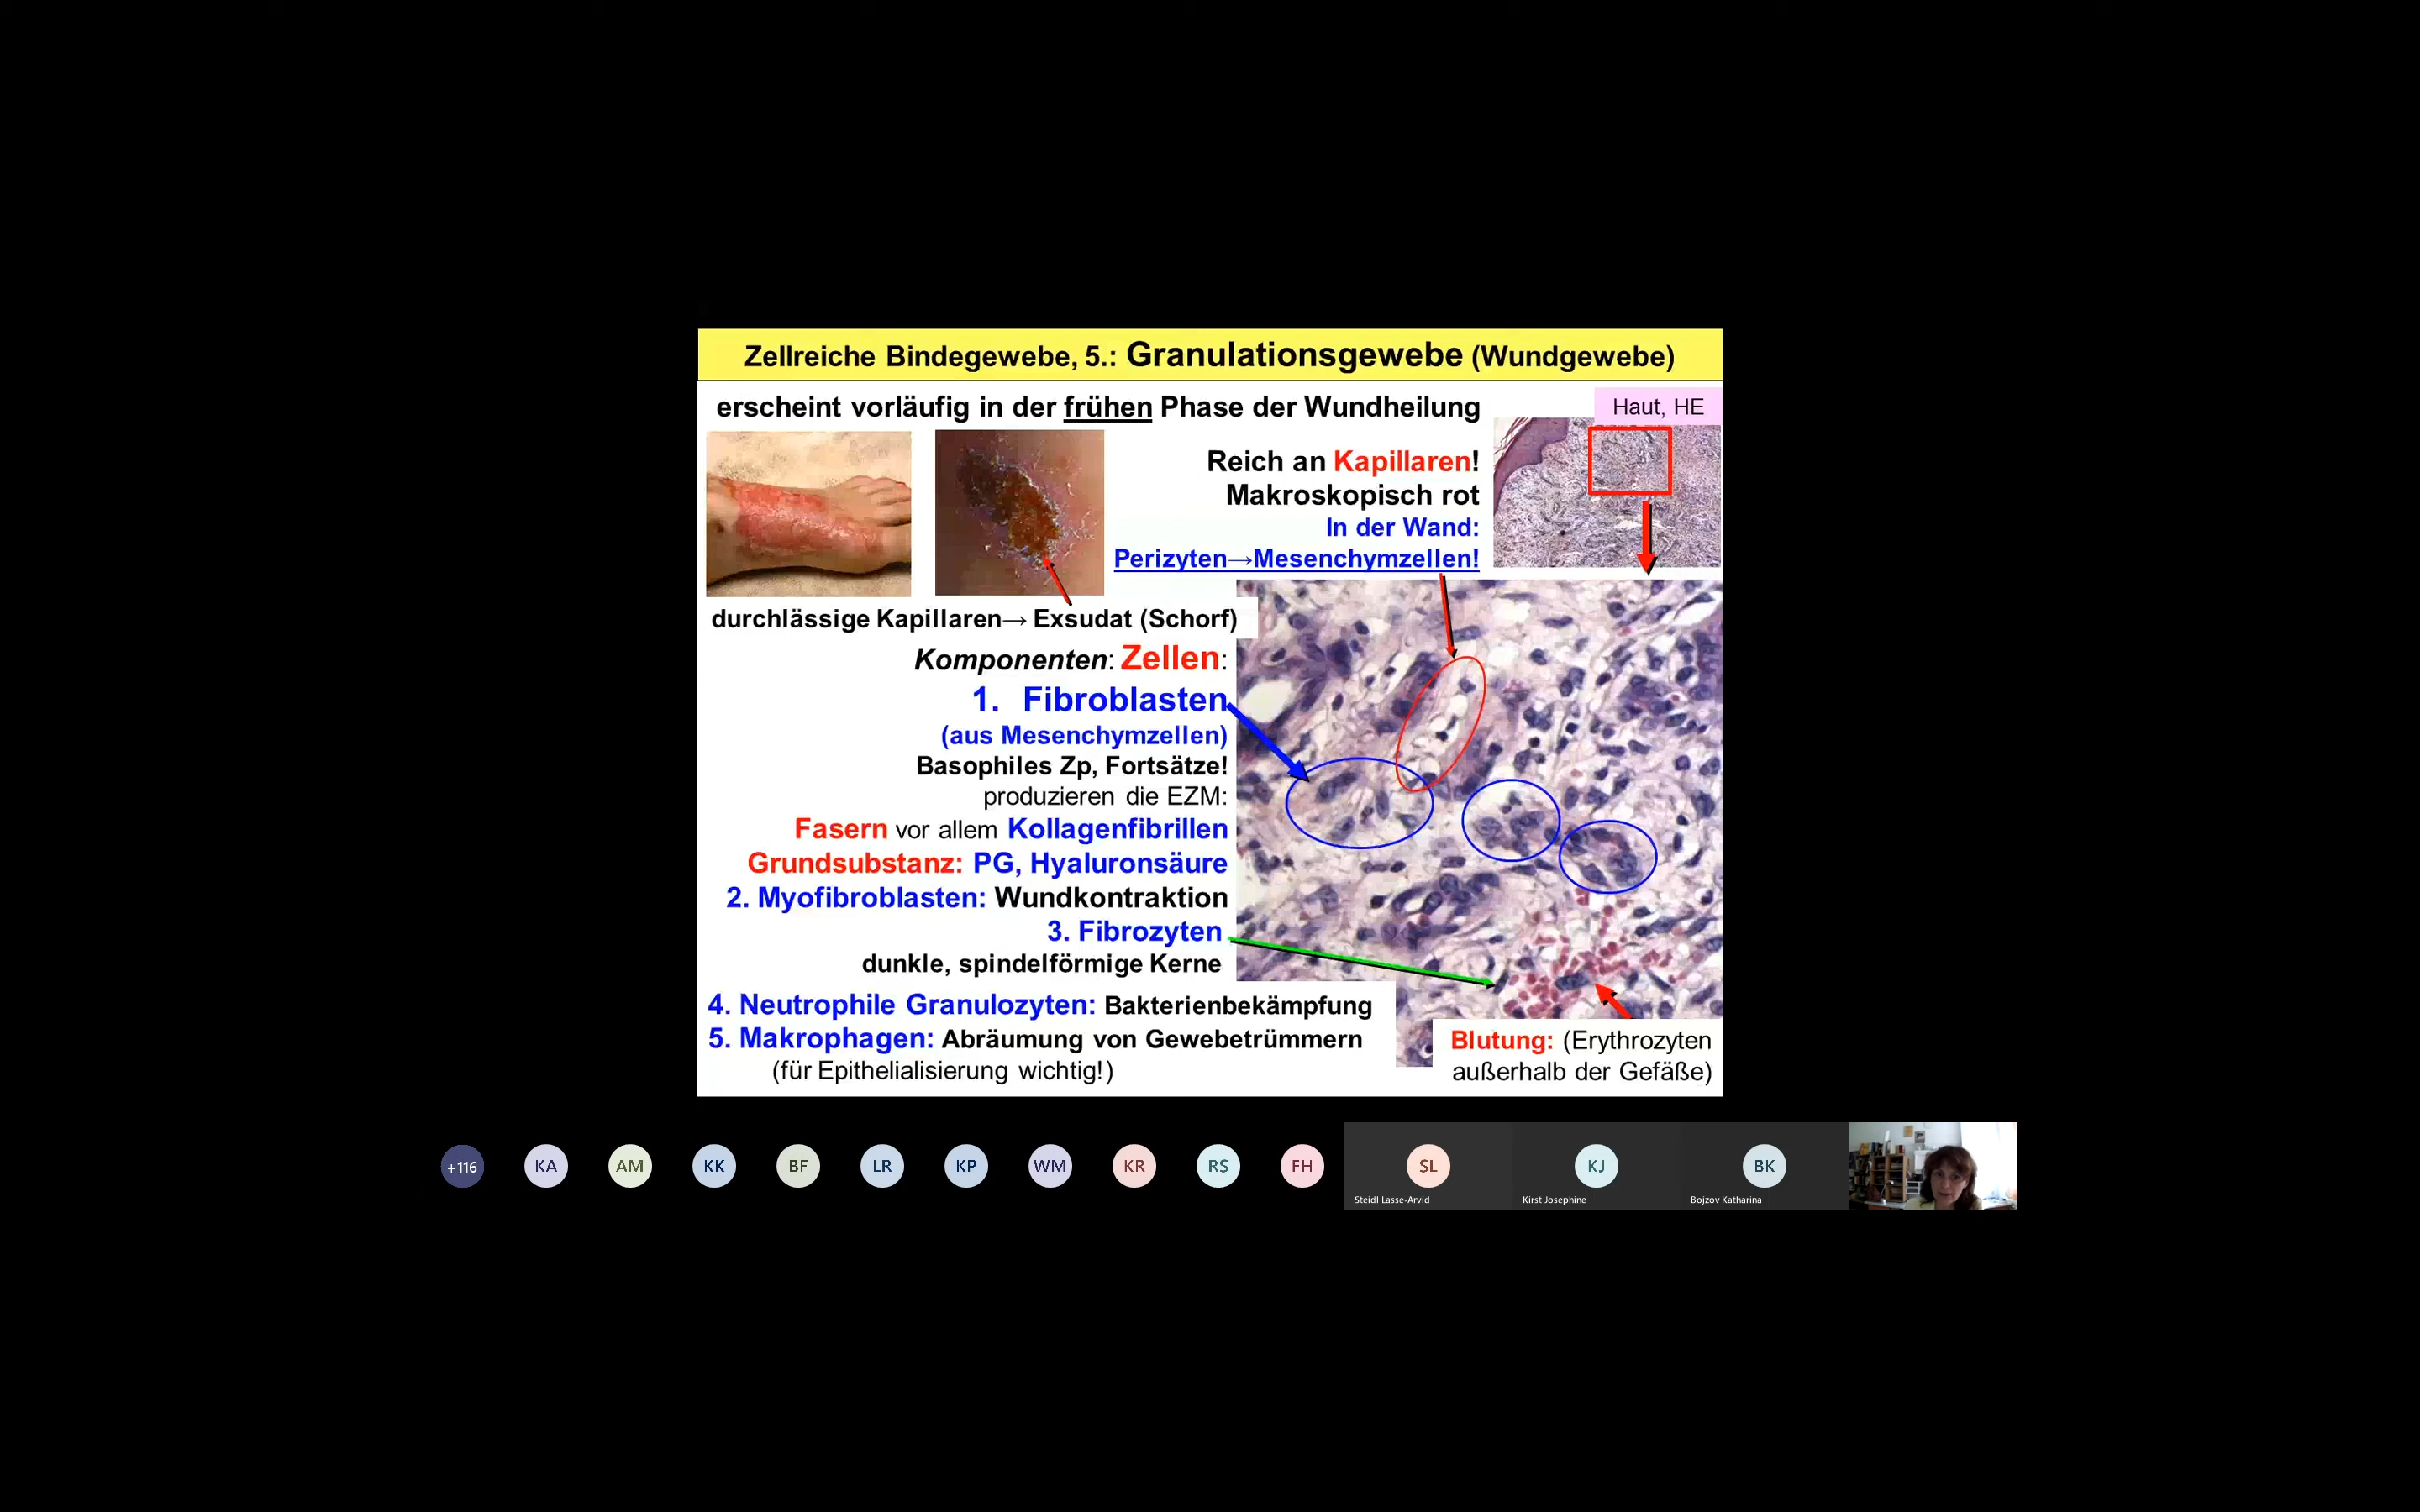 Zellreiche Bindegewebe, 5.: Granulationsgewebe (Wundgewebe)
erscheint vorläufig in der frühen Phase der Wundheilung
Haut, HE
Reich an Kapillaren!
Makroskopisch rot
In der Wand:
Perizyten→Mesenchymzellen!
durchlässige Kapillaren→ Exsudat (Schorf)
Komponenten: Zellen:
1. Fibroblasten
(aus Mesenchymzellen)
Basophiles Zp, Fortsätze!
produzieren die EZM:
Fasern vor allem Kollagenfibrillen
Grundsubstanz: PG, Hyaluronsäure
2. Myofibroblasten: Wundkontraktion
3. Fibrozyten
dunkle, spindelförmige Kerne
4. Neutrophile Granulozyten: Bakterienbekämpfung
5. Makrophagen: Abräumung von Gewebetrümmern
(für Epithelialisierung wichtig!)
Blutung: (Erythrozyten
außerhalb der Gefäße)
+116 KA AM KK BF LR KP WM KR RS FH SL KJ BK
Steidl Lasse-Arvid Kirst Josephine Bojzov Katharina